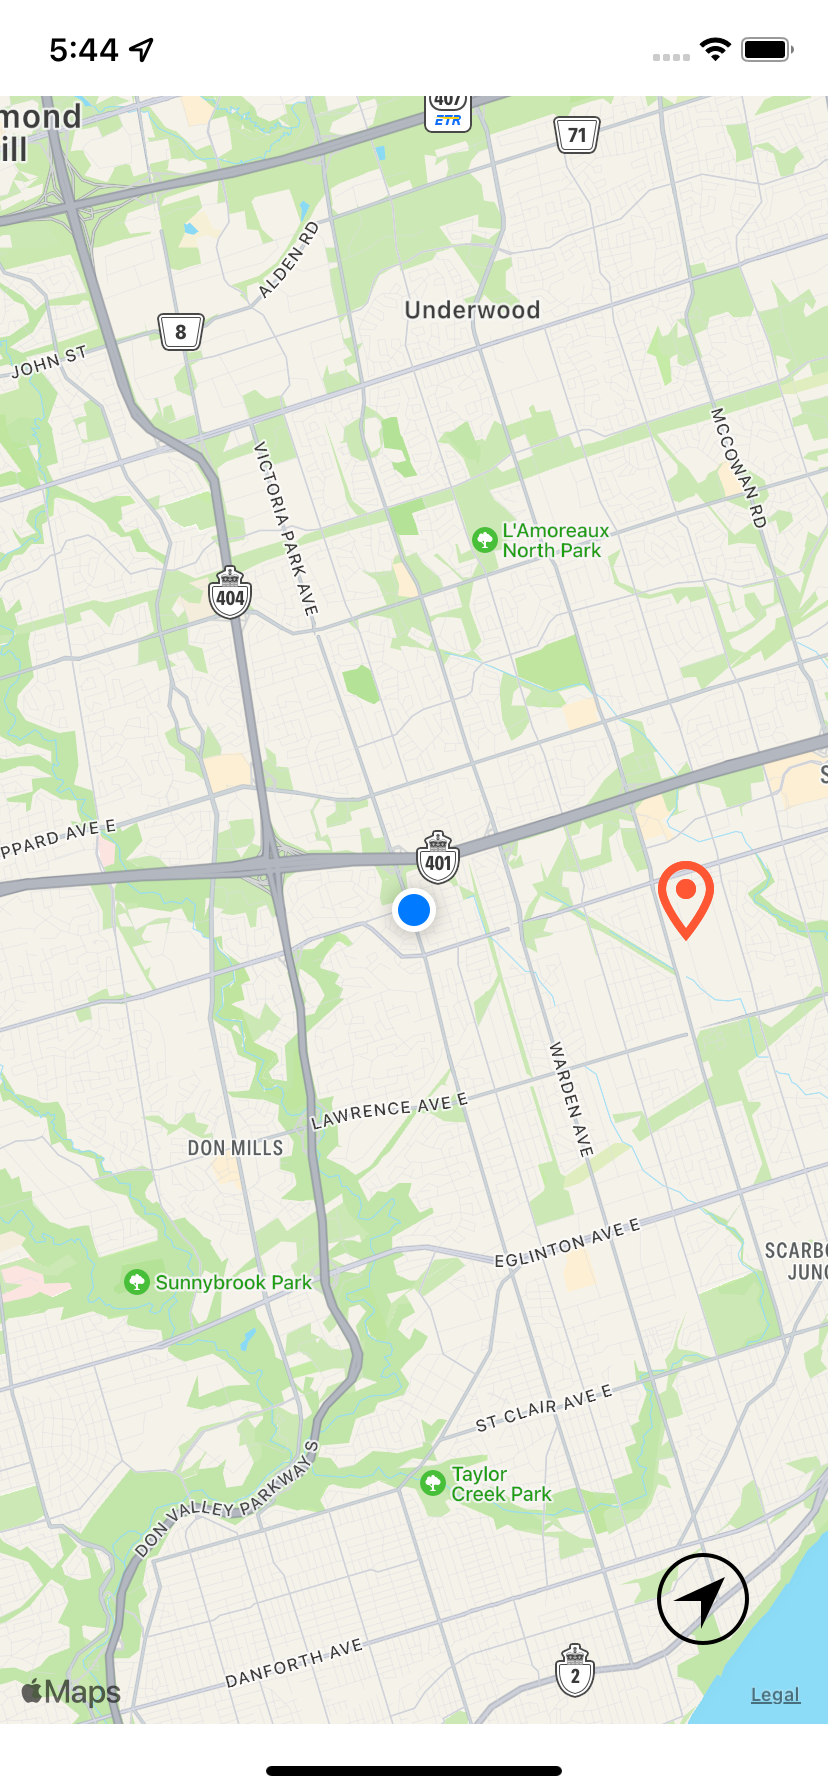 5:44
mond
ill
407
ETR
71
ALDEN RD
Underwood
8
JOHN ST
MCCOWAN RD
VICTORIA PARK AVE
L'Amoreaux
North Park
404
S
PPARD AVE E
401
WARDEN AVE
LAWRENCE AVE E
DON MILLS
EGLINTON AVE E
SCARBO
JUNC
Sunnybrook Park
ST CLAIR AVE E
DON VALLEY PARKWAY S
Taylor
Creek Park
DANFORTH AVE
2
Maps
Legal